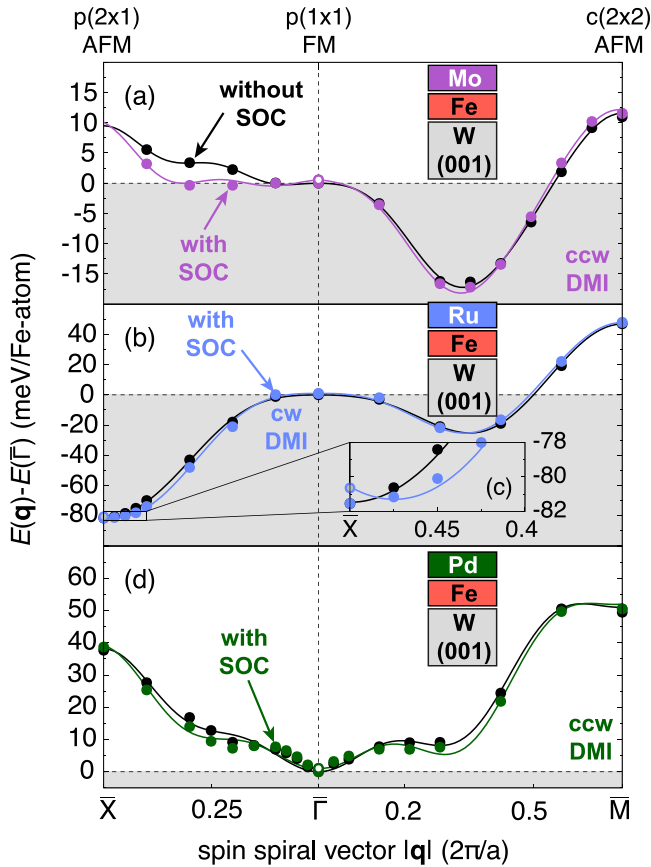 p(2x1)
AFM
p(1x1)
FM
c(2x2)
AFM
E(q)-E(Γ̅) (meV/Fe-atom)
(a)
15
10
5
0
-5
-10
-15
without
SOC
with
SOC
Mo
Fe
W
(001)
ccw
DMI
(b)
40
20
0
-20
-40
-60
-80
with
SOC
cw
DMI
Ru
Fe
W
(001)
(c)
-78
-80
-82
X̅
0.45
0.4
(d)
60
50
40
30
20
10
0
with
SOC
Pd
Fe
W
(001)
ccw
DMI
X̅
0.25
Γ̅
0.2
0.5
M̅
spin spiral vector |q| (2π/a)